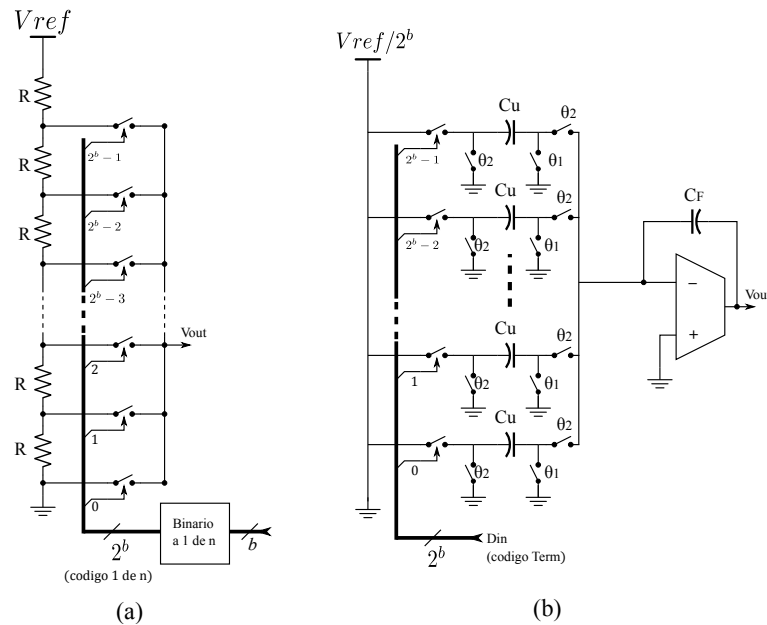 Vref
R
R
R
R
R
2^b − 1
2^b − 2
2^b − 3
2
1
0
Vout
2^b
(codigo 1 de n)
Binario
a 1 de n
b
(a)
Vref/2^b
2^b − 1
θ2
Cu
θ1
θ2
2^b − 2
θ2
Cu
θ1
θ2
1
θ2
Cu
θ1
θ2
0
θ2
Cu
θ1
θ2
CF
−
+
Vou
2^b
Din
(codigo Term)
(b)